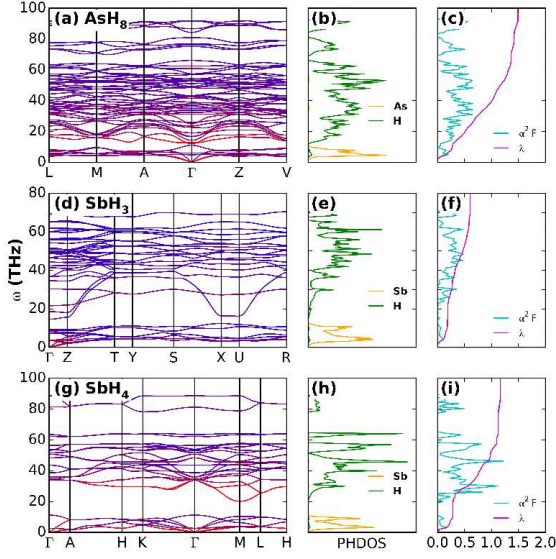 (a) AsH8
(b)
(c)
100
80
60
40
20
0
As
H
α² F
λ
L M A Γ Z V
(d) SbH3
(e)
(f)
80
60
40
20
0
ω (THz)
Sb
H
α² F
λ
Γ Z T Y S X U R
(g) SbH4
(h)
(i)
100
80
60
40
20
0
Sb
H
α² F
λ
Γ A H K Γ M L H
PHDOS
0.0 0.5 1.0 1.5 2.0